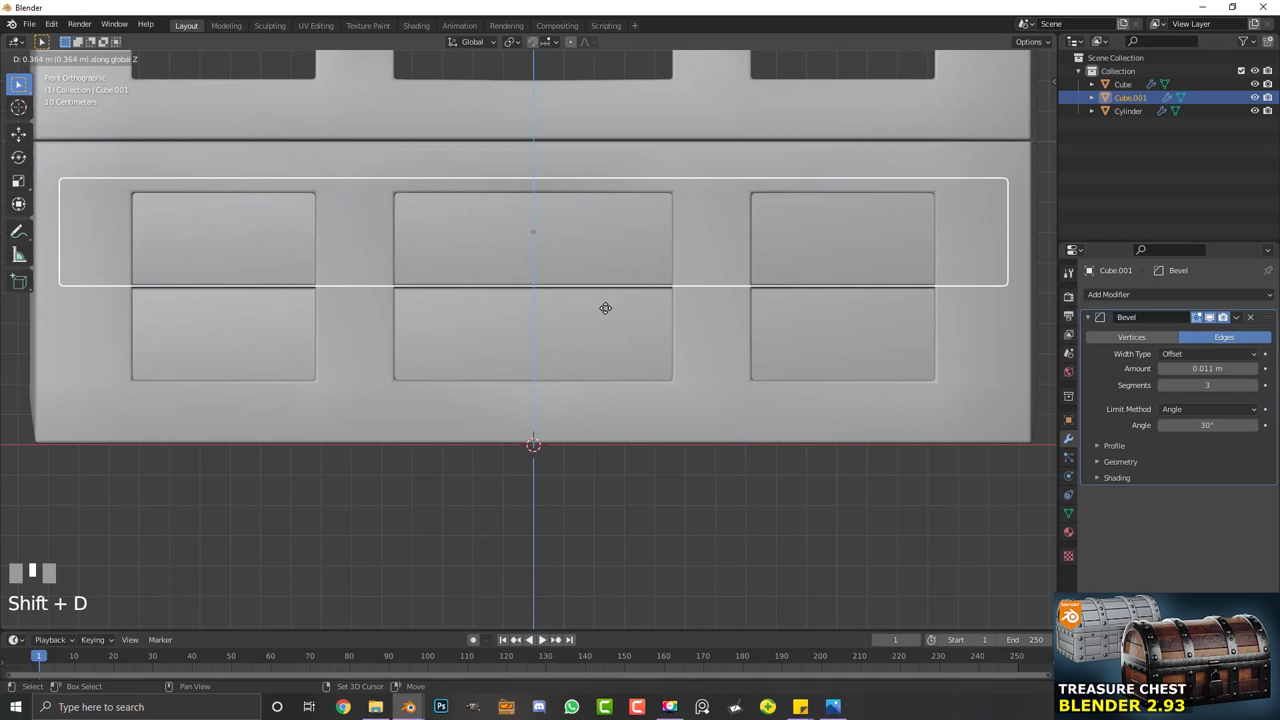 Blender
File Edit Render Window Help Layout Modeling Sculpting UV Editing Texture Paint Shading Animation Rendering Compositing Scripting + Scene View Layer
Global Options
D: 0.364 m (0.364 m) along global Z
Front Orthographic
(1) Collection | Cube.001
10 Centimeters
Scene Collection
Collection
Cube
Cube.001
Cylinder
Cube.001 Bevel
Add Modifier
Bevel
Vertices Edges
Width Type Offset
Amount 0.011 m
Segments 3
Limit Method Angle
Angle 30°
Profile
Geometry
Shading
Shift + D
blender
TREASURE CHEST
BLENDER 2.93
Playback Keying View Marker 1 Start 1 End 250
1 10 20 30 40 50 60 70 80 90 100 110 120 130 140 150 160 170 180 190 200 210 220 230 240 250
Select Box Select Pan View Set 3D Cursor Move
Type here to search